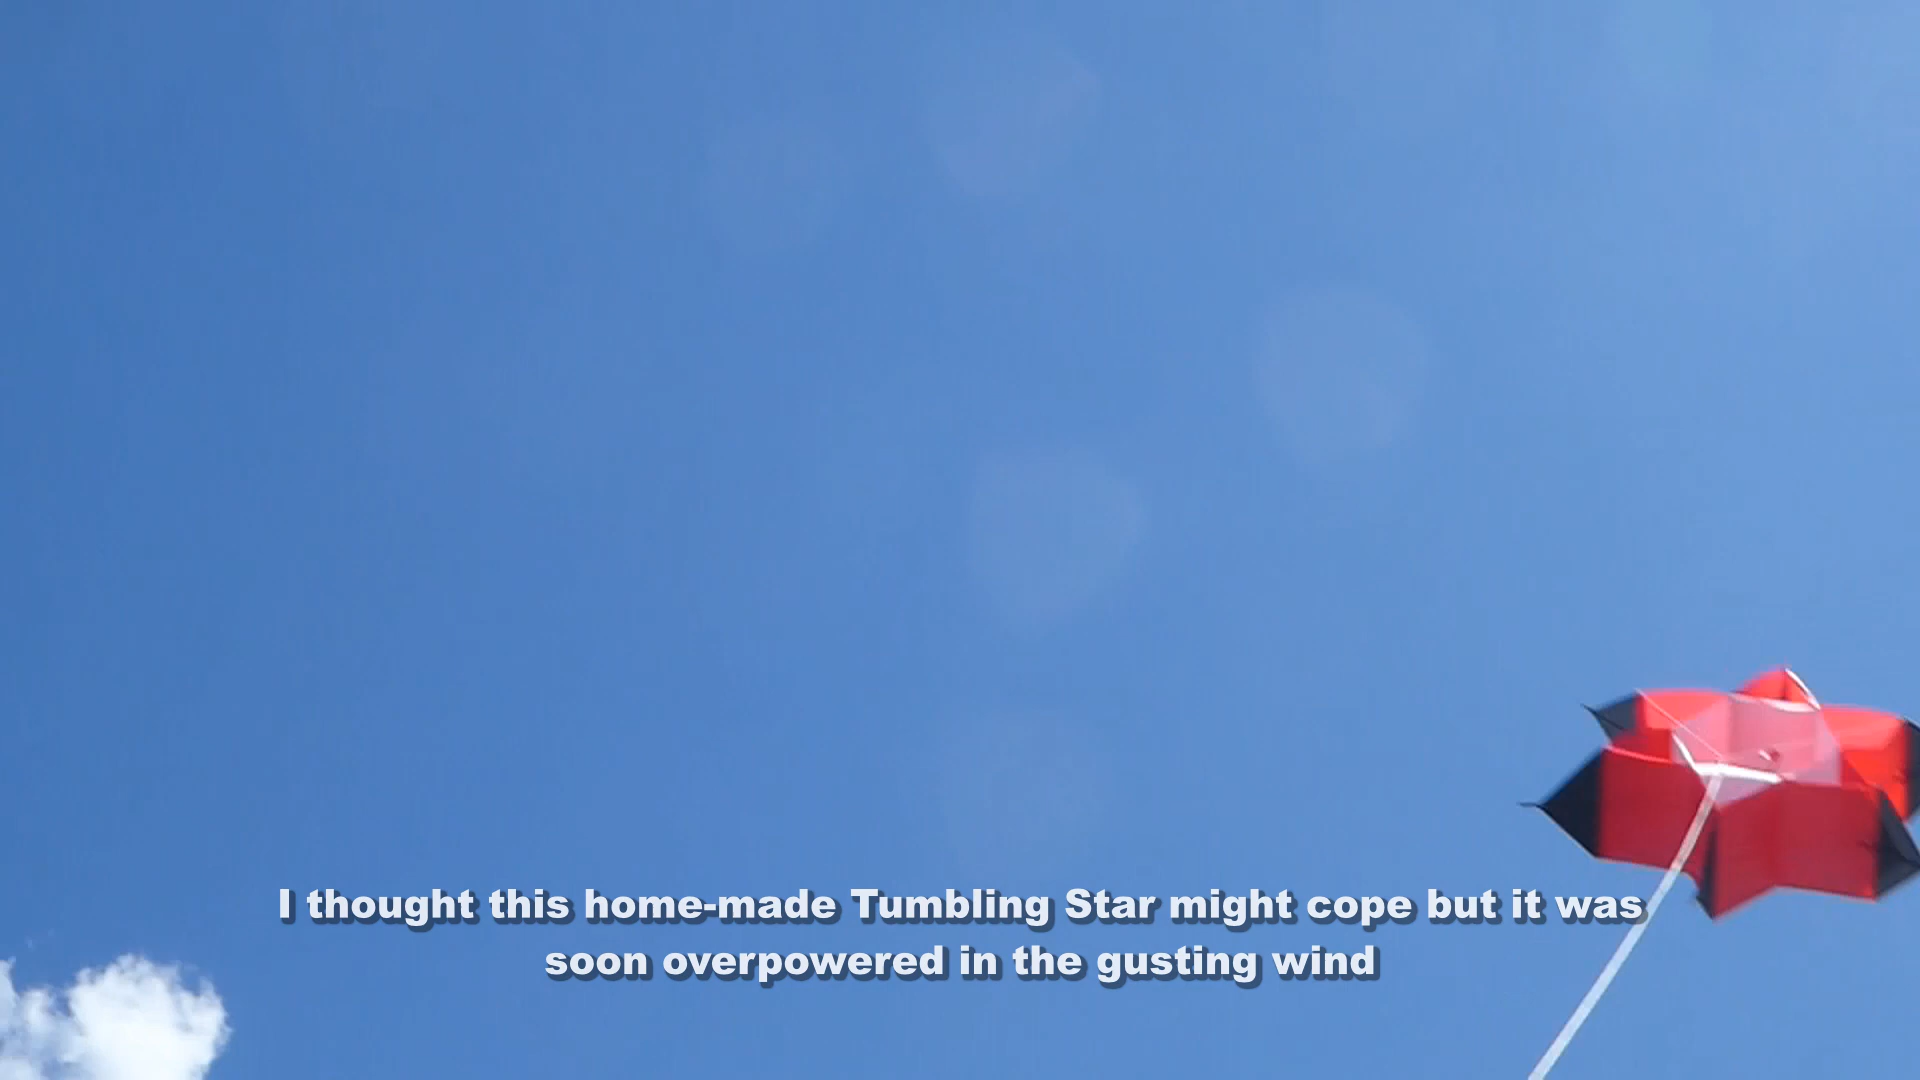 I thought this home-made Tumbling Star might cope but it was
soon overpowered in the gusting wind